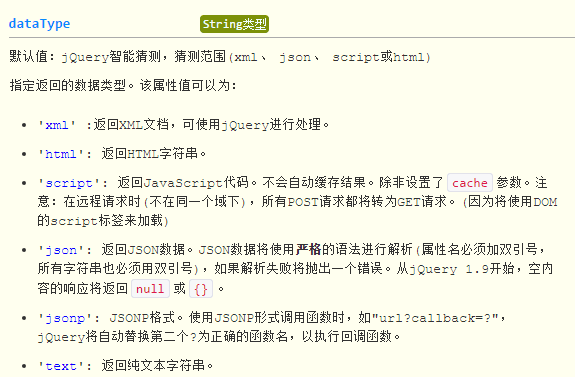 dataType String类型
默认值: jQuery智能猜测，猜测范围(xml、 json、 script或html)
指定返回的数据类型。该属性值可以为:
'xml' :返回XML文档，可使用jQuery进行处理。
'html': 返回HTML字符串。
'script': 返回JavaScript代码。不会自动缓存结果。除非设置了 cache 参数。注
意: 在远程请求时(不在同一个域下)，所有POST请求都将转为GET请求。(因为将使用DOM
的script标签来加载)
'json': 返回JSON数据。JSON数据将使用严格的语法进行解析(属性名必须加双引号，
所有字符串也必须用双引号)，如果解析失败将抛出一个错误。从jQuery 1.9开始，空内
容的响应将返回 null 或 {} 。
'jsonp': JSONP格式。使用JSONP形式调用函数时，如"url?callback=?"，
jQuery将自动替换第二个?为正确的函数名，以执行回调函数。
'text': 返回纯文本字符串。